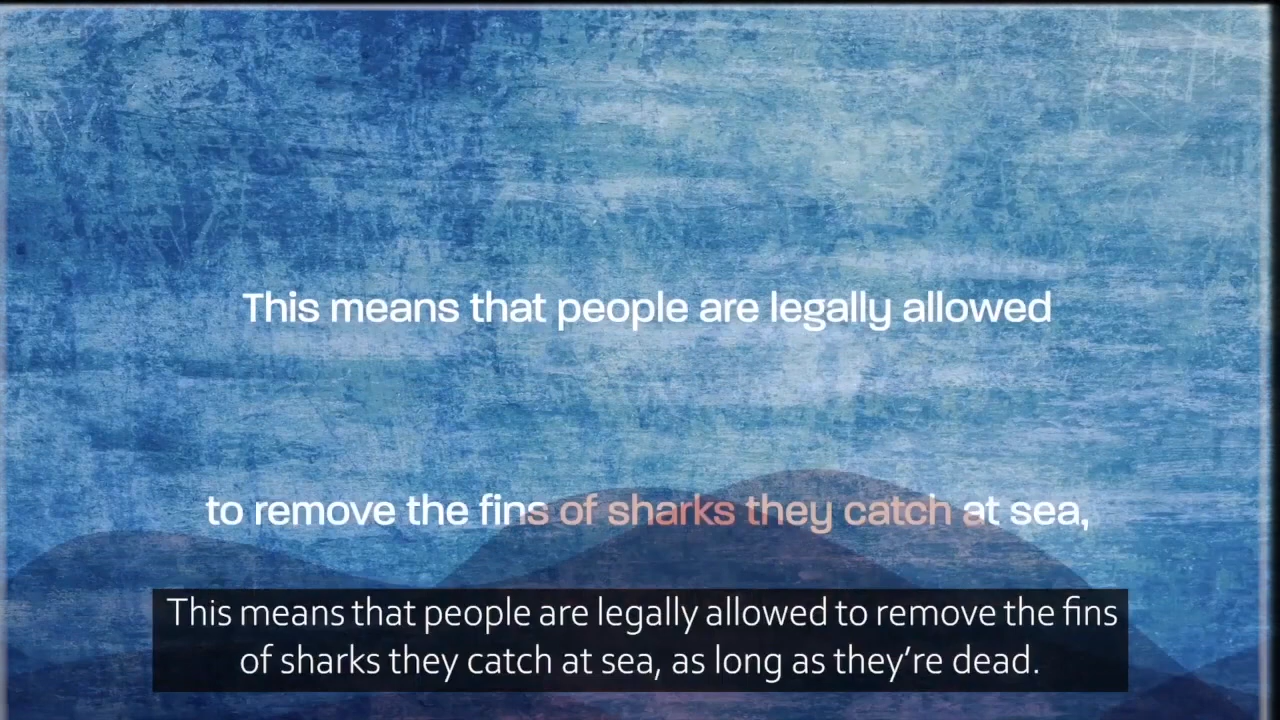 This means that people are legally allowed
to remove the fins of sharks they catch at sea,
This means that people are legally allowed to remove the fins
of sharks they catch at sea, as long as they’re dead.